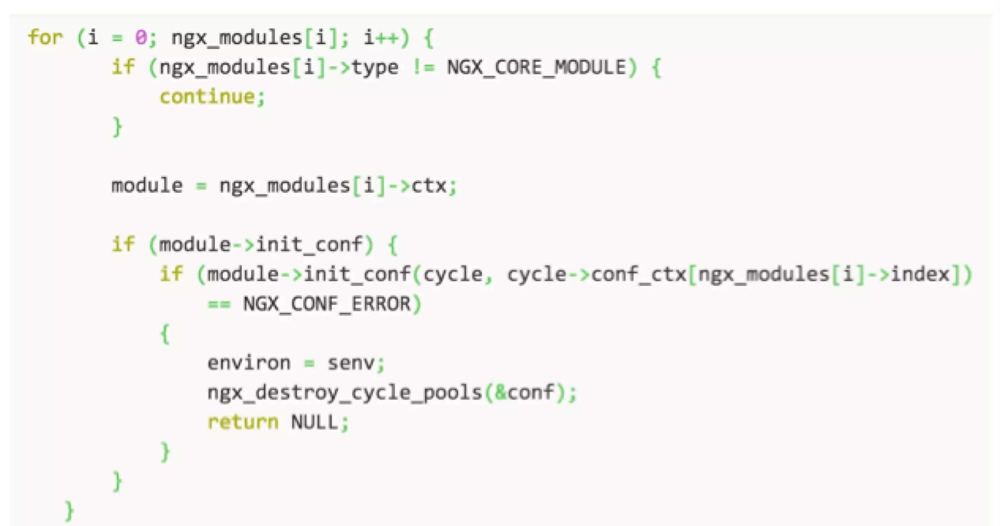 for (i = 0; ngx_modules[i]; i++) {
if (ngx_modules[i]->type != NGX_CORE_MODULE) {
continue;
}
module = ngx_modules[i]->ctx;
if (module->init_conf) {
if (module->init_conf(cycle, cycle->conf_ctx[ngx_modules[i]->index])
== NGX_CONF_ERROR)
{
environ = senv;
ngx_destroy_cycle_pools(&conf);
return NULL;
}
}
}